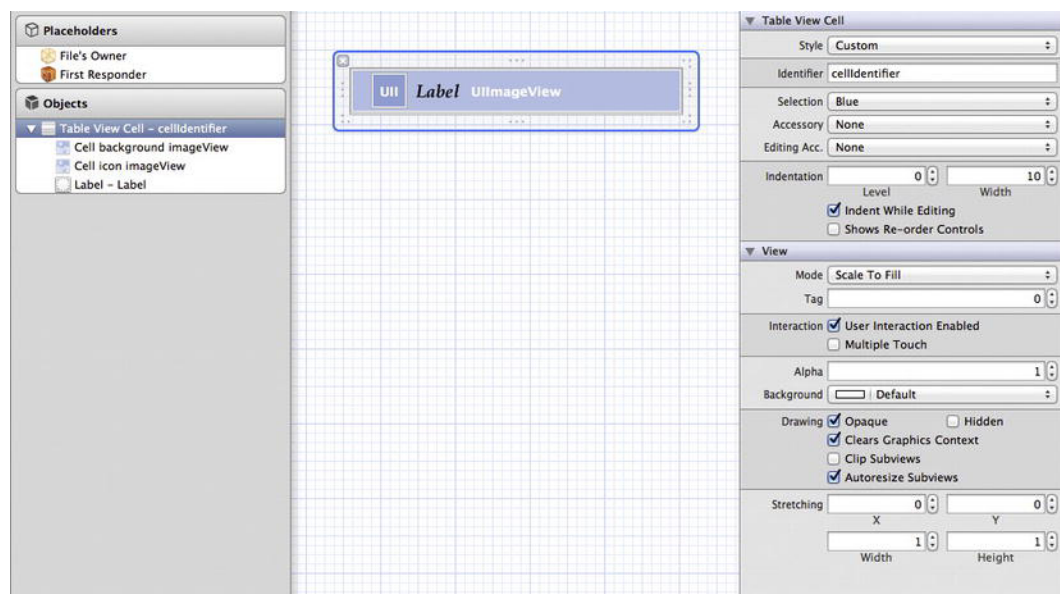 Placeholders
File's Owner
First Responder
Objects
Table View Cell - cellIdentifier
Cell background imageView
Cell icon imageView
Label - Label
UII Label UIImageView
Table View Cell
Style Custom
Identifier cellIdentifier
Selection Blue
Accessory None
Editing Acc. None
Indentation 0 10
Level Width
Indent While Editing
Shows Re-order Controls
View
Mode Scale To Fill
Tag 0
Interaction User Interaction Enabled
Multiple Touch
Alpha 1
Background Default
Drawing Opaque Hidden
Clears Graphics Context
Clip Subviews
Autoresize Subviews
Stretching 0 0
X Y
1 1
Width Height